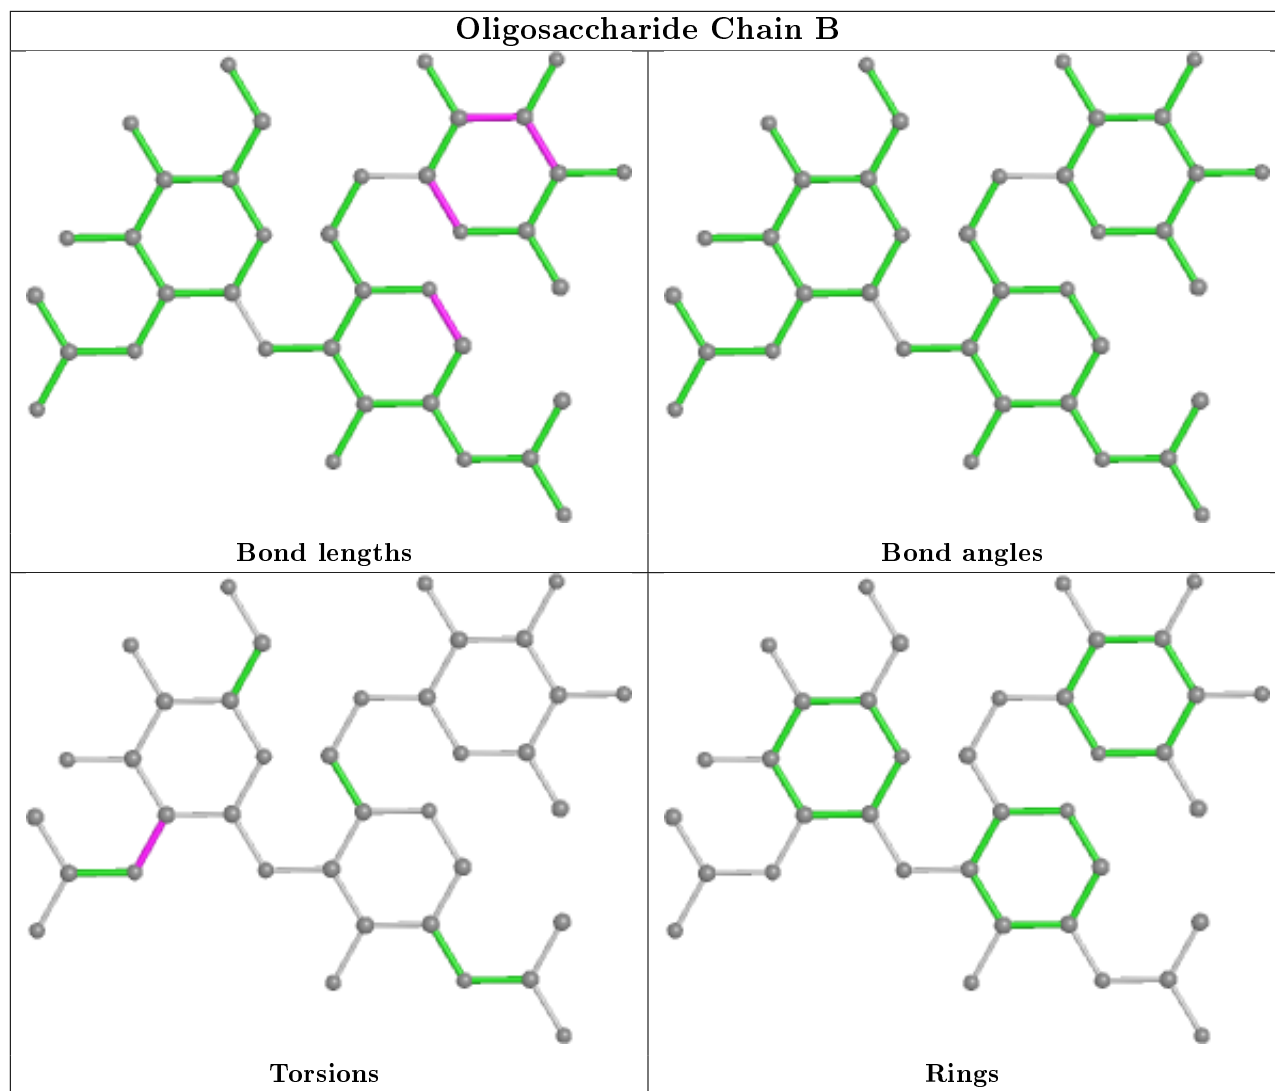 Oligosaccharide Chain B
Bond lengths
Bond angles
Torsions
Rings